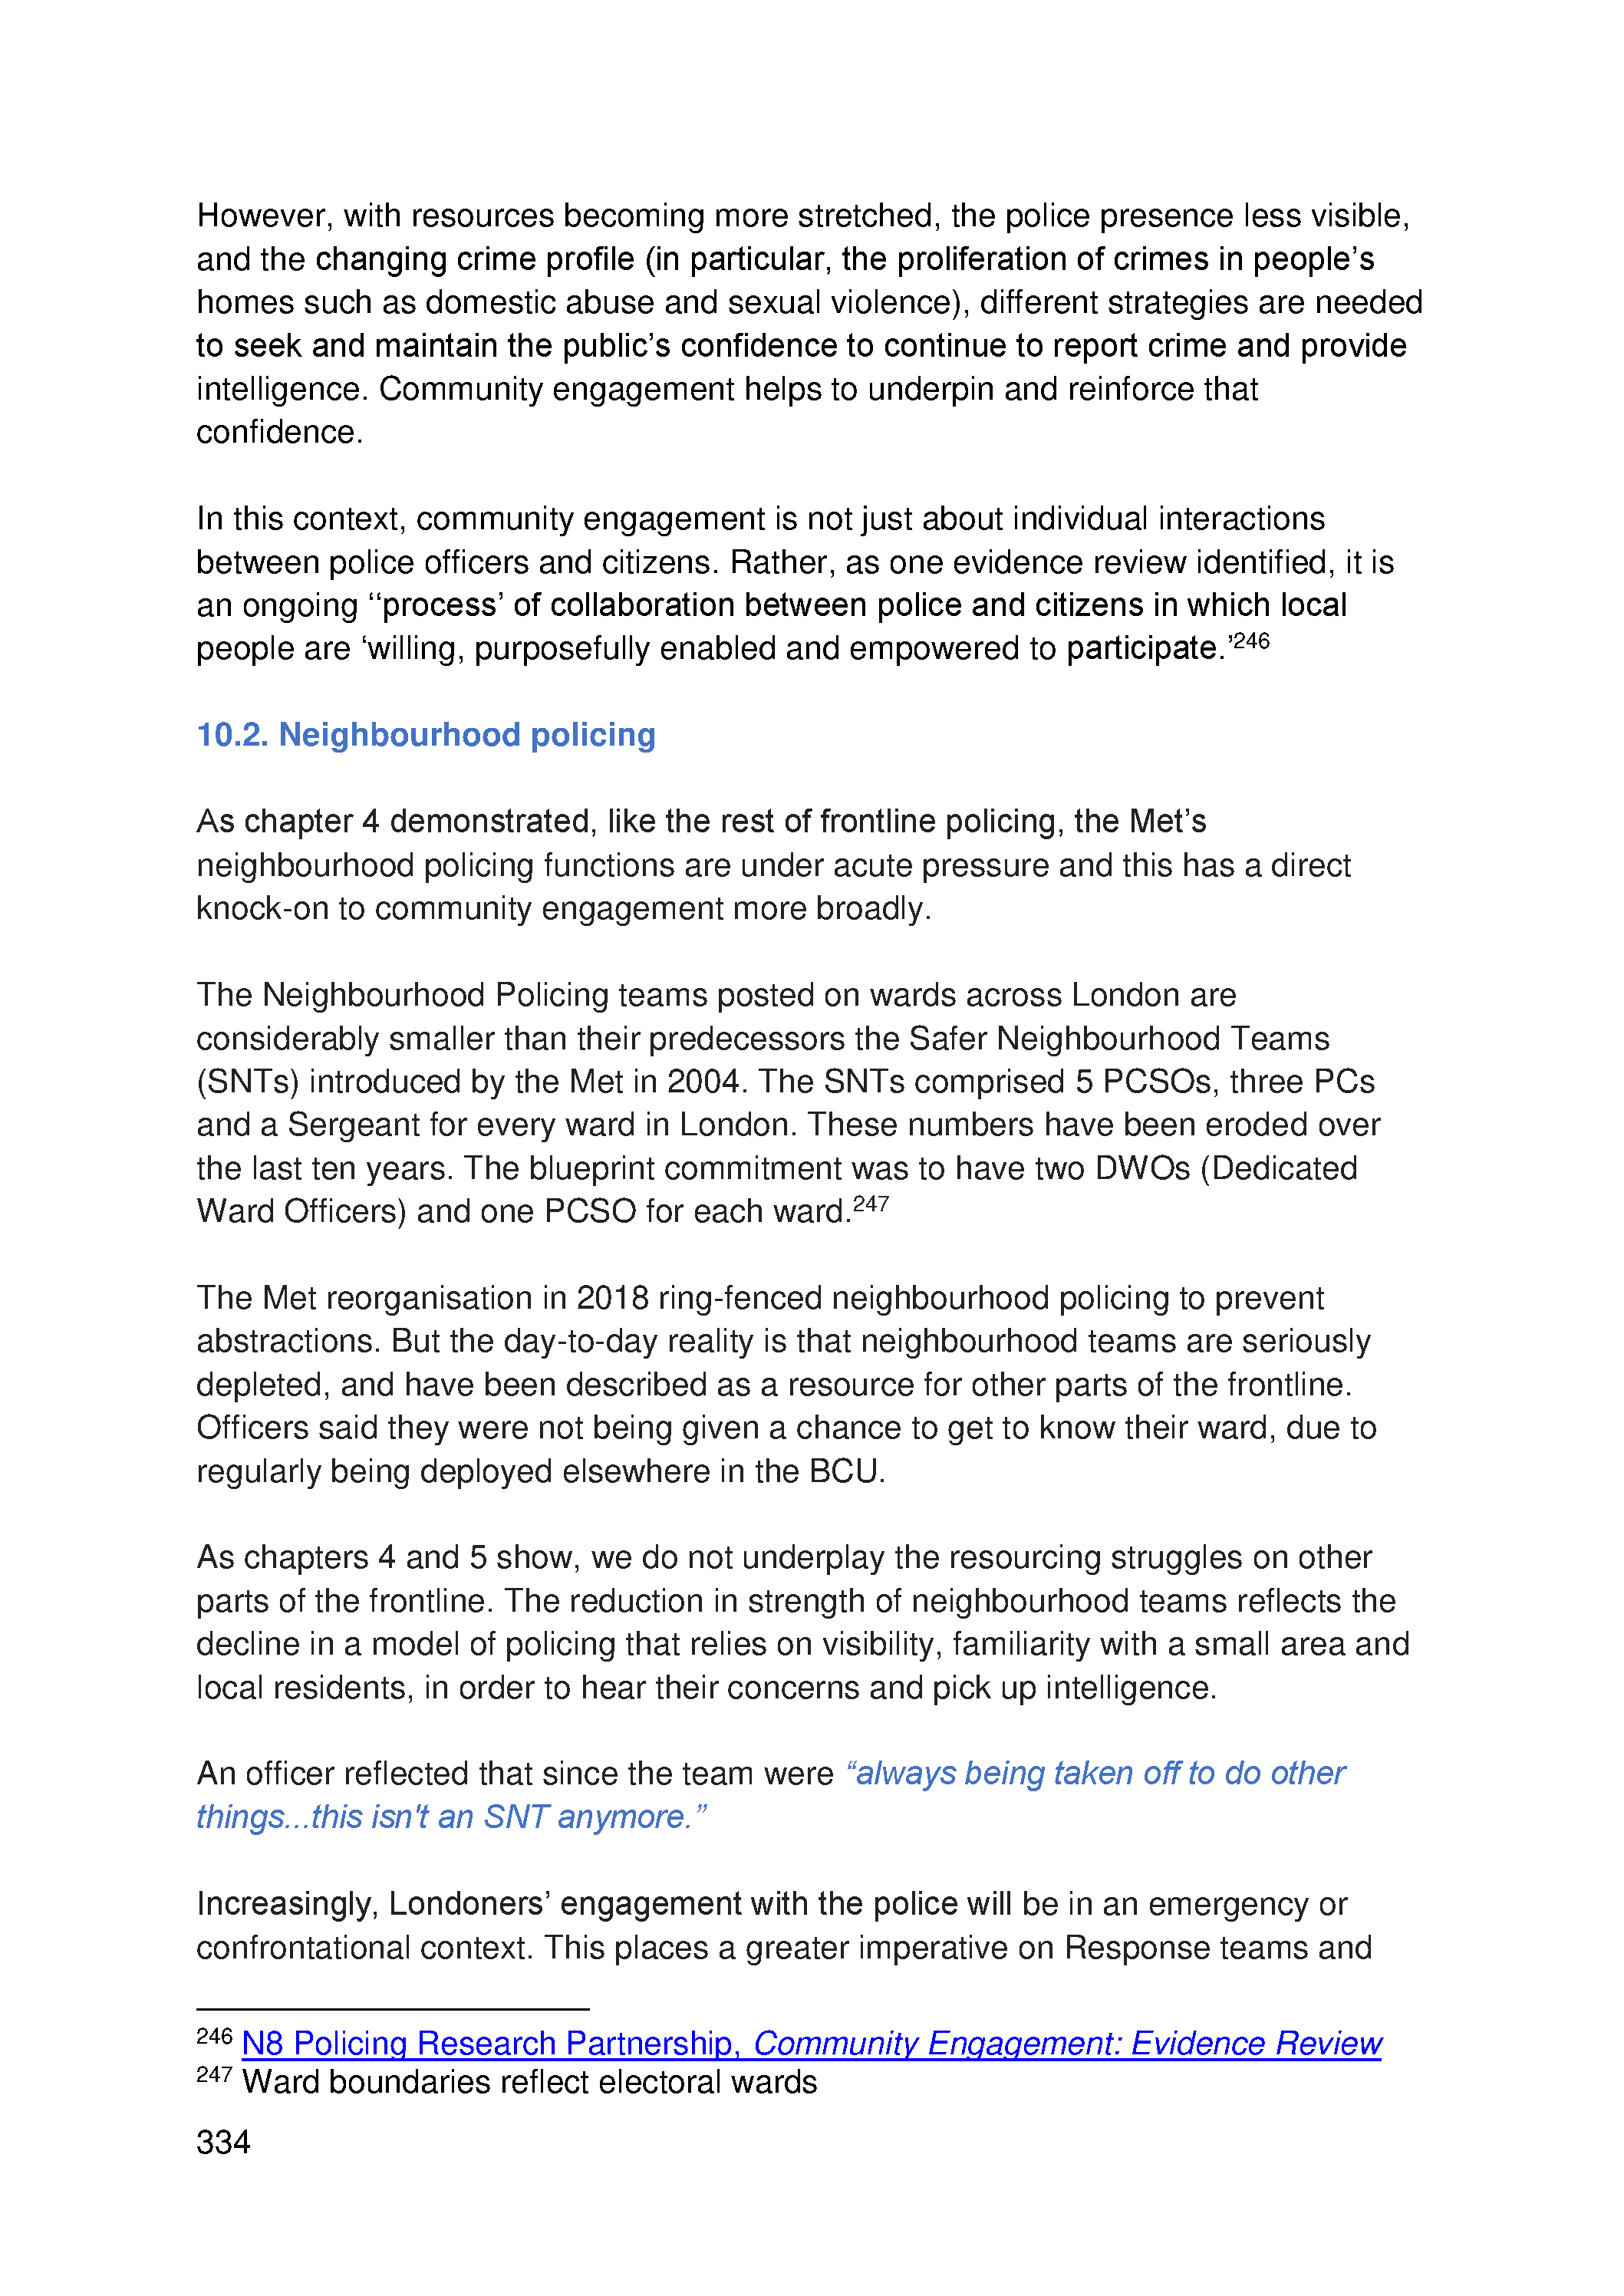 However, with resources becoming more stretched, the police presence less visible,
and the changing crime profile (in particular, the proliferation of crimes in people’s
homes such as domestic abuse and sexual violence), different strategies are needed
to seek and maintain the public’s confidence to continue to report crime and provide
intelligence. Community engagement helps to underpin and reinforce that
confidence.
In this context, community engagement is not just about individual interactions
between police officers and citizens. Rather, as one evidence review identified, it is
an ongoing ‘‘process’ of collaboration between police and citizens in which local
people are ‘willing, purposefully enabled and empowered to participate.’246
10.2. Neighbourhood policing
As chapter 4 demonstrated, like the rest of frontline policing, the Met’s
neighbourhood policing functions are under acute pressure and this has a direct
knock-on to community engagement more broadly.
The Neighbourhood Policing teams posted on wards across London are
considerably smaller than their predecessors the Safer Neighbourhood Teams
(SNTs) introduced by the Met in 2004. The SNTs comprised 5 PCSOs, three PCs
and a Sergeant for every ward in London. These numbers have been eroded over
the last ten years. The blueprint commitment was to have two DWOs (Dedicated
Ward Officers) and one PCSO for each ward.247
The Met reorganisation in 2018 ring-fenced neighbourhood policing to prevent
abstractions. But the day-to-day reality is that neighbourhood teams are seriously
depleted, and have been described as a resource for other parts of the frontline.
Officers said they were not being given a chance to get to know their ward, due to
regularly being deployed elsewhere in the BCU.
As chapters 4 and 5 show, we do not underplay the resourcing struggles on other
parts of the frontline. The reduction in strength of neighbourhood teams reflects the
decline in a model of policing that relies on visibility, familiarity with a small area and
local residents, in order to hear their concerns and pick up intelligence.
An officer reflected that since the team were “always being taken off to do other
things...this isn't an SNT anymore.”
Increasingly, Londoners’ engagement with the police will be in an emergency or
confrontational context. This places a greater imperative on Response teams and
246 N8 Policing Research Partnership, Community Engagement: Evidence Review
247 Ward boundaries reflect electoral wards
334